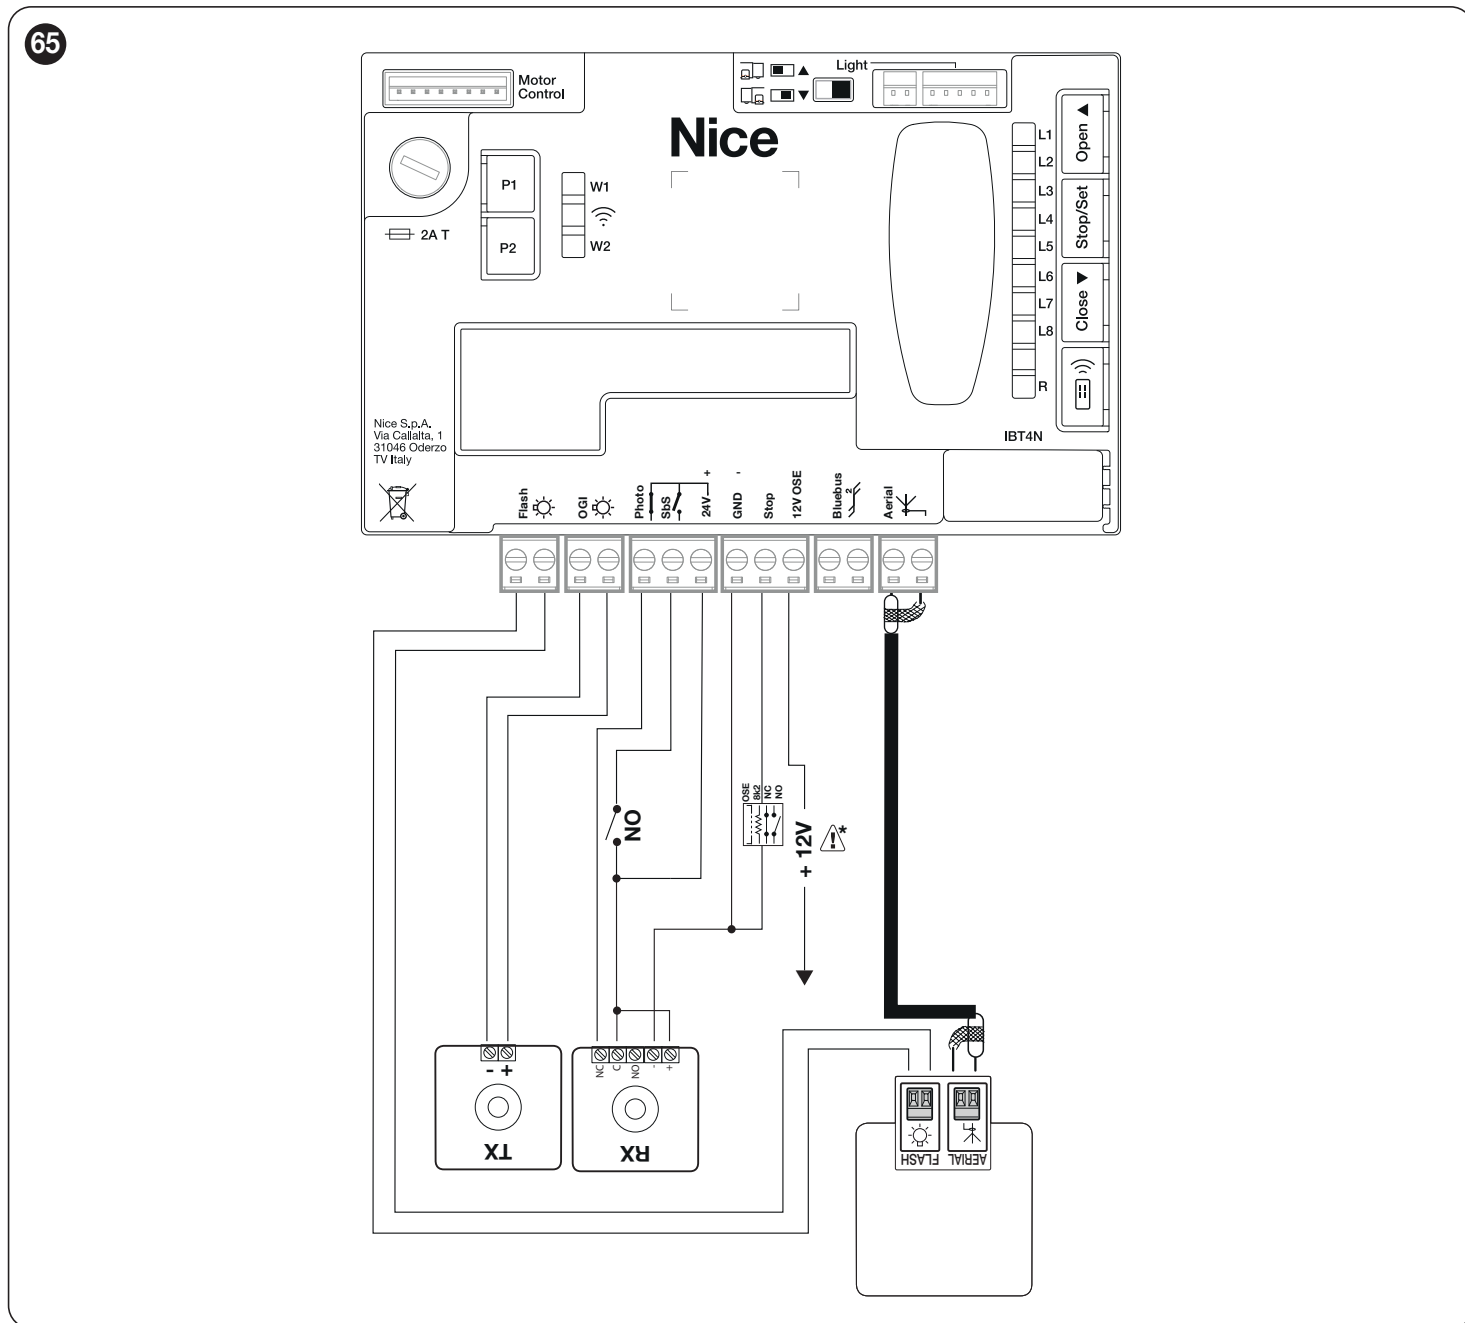 65
Motor
Control
Light
Nice
P1
P2
W1
W2
2A T
L1
L2
L3
L4
L5
L6
L7
L8
R
Open ▲
Stop/Set
Close ▼
IBT4N
Nice S.p.A.
Via Callalta, 1
31046 Oderzo
TV Italy
Flash
OGI
Photo
SbS
24V
+
GND
-
Stop
12V OSE
Bluebus
2
Aerial
NO
OSE
8k2
NC
NO
+ 12V
*
- +
TX
NC
C
NO
-
+
RX
FLASH
AERIAL